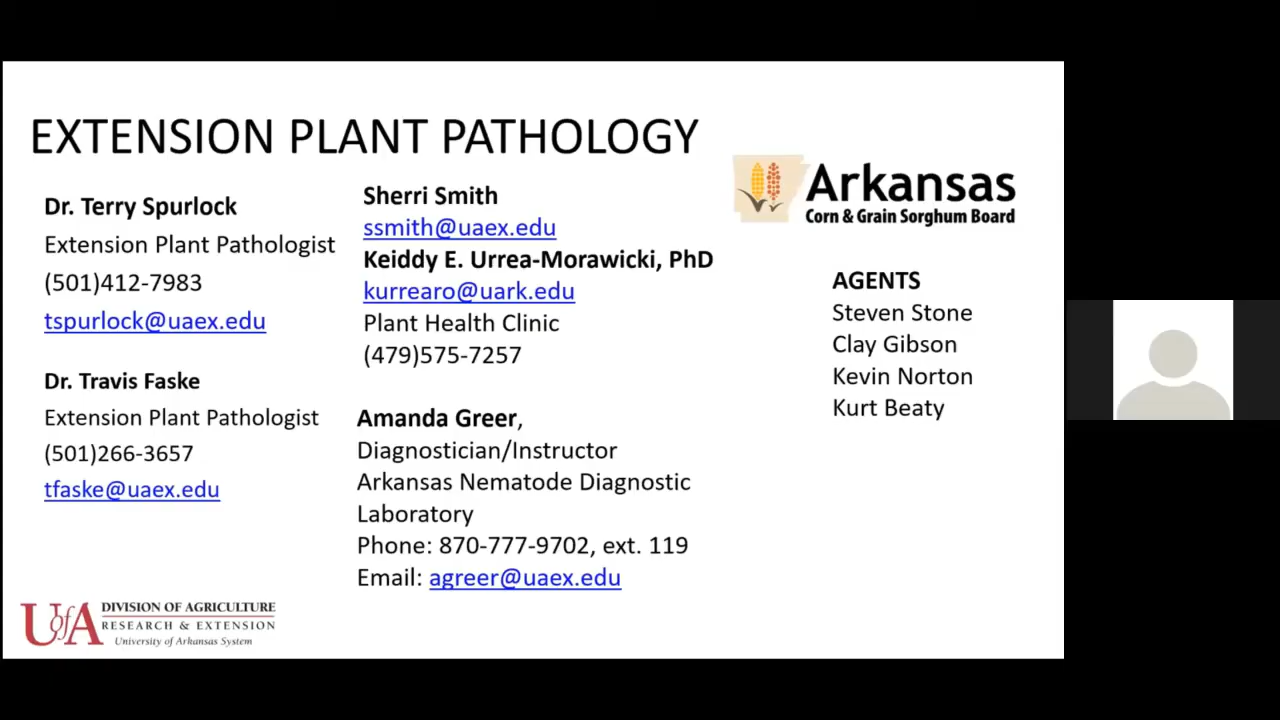 EXTENSION PLANT PATHOLOGY
Dr. Terry Spurlock
Extension Plant Pathologist
(501)412-7983
tspurlock@uaex.edu
Dr. Travis Faske
Extension Plant Pathologist
(501)266-3657
tfaske@uaex.edu
Sherri Smith
ssmith@uaex.edu
Keiddy E. Urrea-Morawicki, PhD
kurrearo@uark.edu
Plant Health Clinic
(479)575-7257
Amanda Greer,
Diagnostician/Instructor
Arkansas Nematode Diagnostic
Laboratory
Phone: 870-777-9702, ext. 119
Email: agreer@uaex.edu
Arkansas
Corn & Grain Sorghum Board
AGENTS
Steven Stone
Clay Gibson
Kevin Norton
Kurt Beaty
UofA
DIVISION OF AGRICULTURE
RESEARCH & EXTENSION
University of Arkansas System